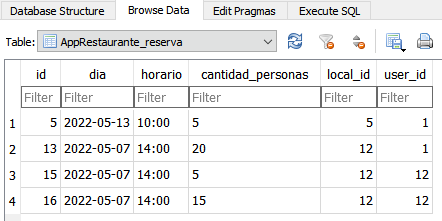 Database Structure Browse Data Edit Pragmas Execute SQL
Table: AppRestaurante_reserva
id dia horario cantidad_personas local_id user_id
Filter Filter Filter Filter Filter Filter
1 5 2022-05-13 10:00 5 5 1
2 13 2022-05-07 14:00 20 12 1
3 15 2022-05-07 14:00 5 12 12
4 16 2022-05-07 14:00 15 12 12